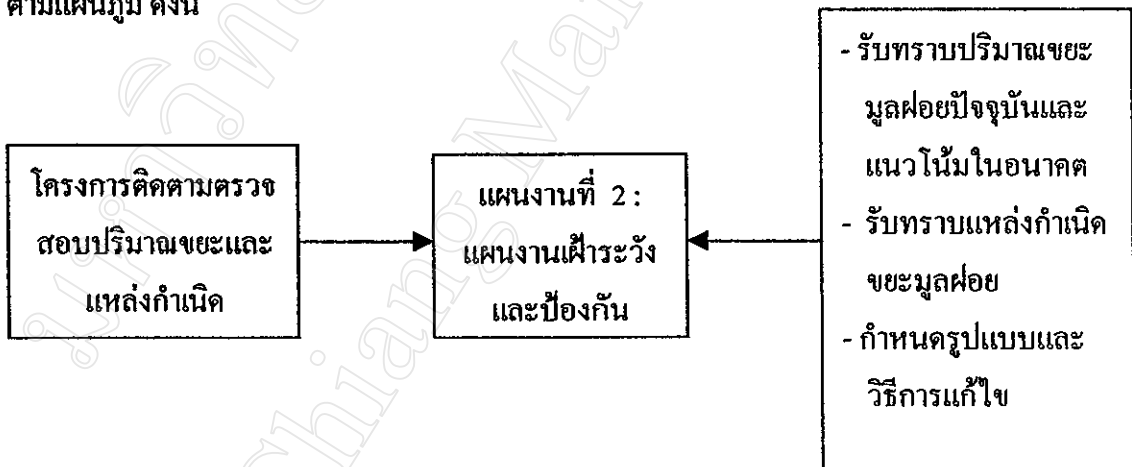 ตามแผนภูมิ ดังนี้
โครงการติดตามตรวจ
สอบปริมาณขยะและ
แหล่งกำเนิด
แผนงานที่ 2 :
แผนงานเฝ้าระวัง
และป้องกัน
- รับทราบปริมาณขยะ
มูลฝอยปัจจุบันและ
แนวโน้มในอนาคต
- รับทราบแหล่งกำเนิด
ขยะมูลฝอย
- กำหนดรูปแบบและ
วิธีการแก้ไข